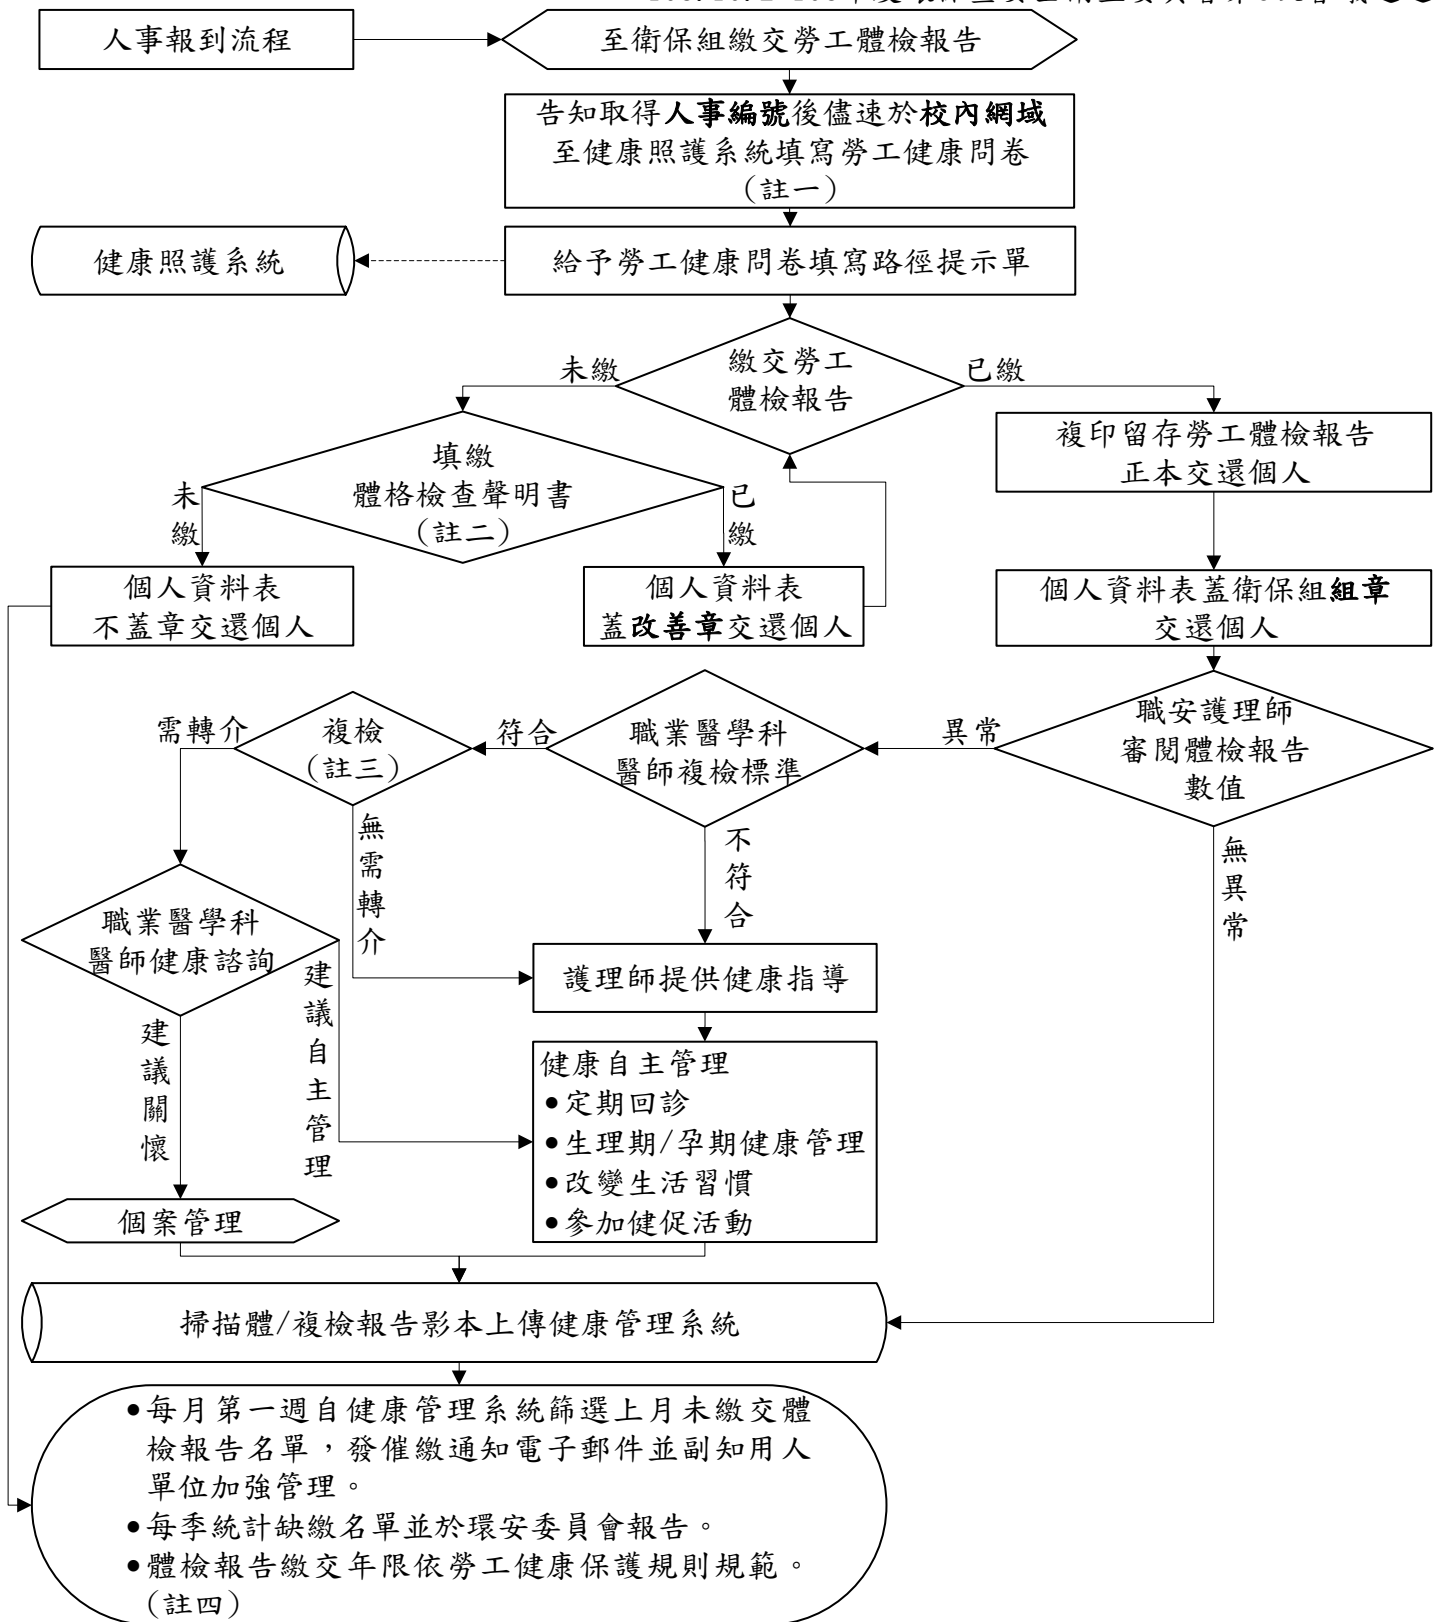 人事報到流程
至衛保組繳交勞工體檢報告
告知取得人事編號後儘速於校內網域
至健康照護系統填寫勞工健康問卷
(註一)
健康照護系統
給予勞工健康問卷填寫路徑提示單
繳交勞工
體檢報告
未繳
已繳
填繳
體格檢查聲明書
(註二)
未繳
已繳
複印留存勞工體檢報告
正本交還個人
個人資料表
不蓋章交還個人
個人資料表
蓋改善章交還個人
個人資料表蓋衛保組組章
交還個人
職安護理師
審閱體檢報告
數值
異常
無異常
職業醫學科
醫師複檢標準
符合
不符合
複檢
(註三)
需轉介
無需轉介
職業醫學科
醫師健康諮詢
建議關懷
建議自主管理
護理師提供健康指導
健康自主管理
•定期回診
•生理期/孕期健康管理
•改變生活習慣
•參加健促活動
個案管理
掃描體/複檢報告影本上傳健康管理系統
•每月第一週自健康管理系統篩選上月未繳交體
檢報告名單，發催繳通知電子郵件並副知用人
單位加強管理。
•每季統計缺繳名單並於環安委員會報告。
•體檢報告繳交年限依勞工健康保護規則規範。
(註四)